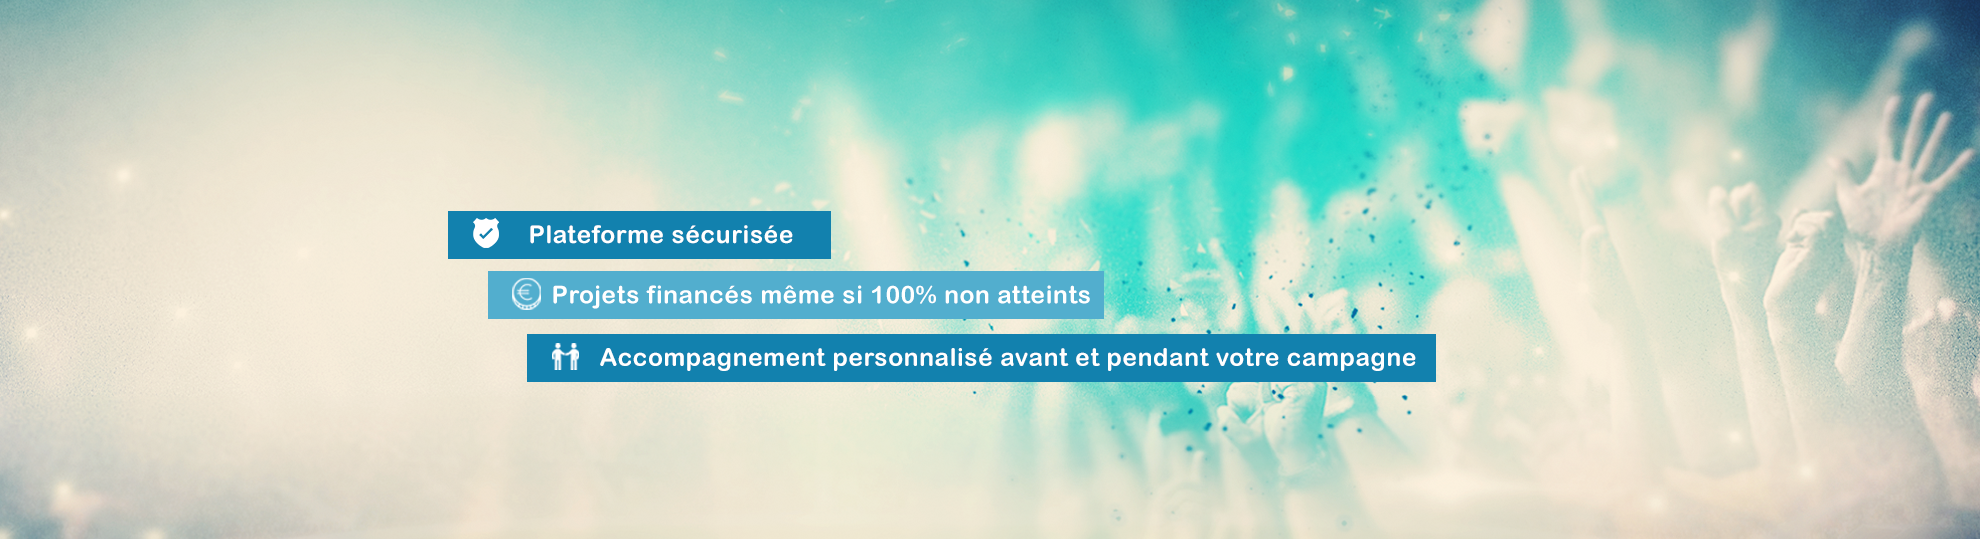 Plateforme sécurisée
Projets financés même si 100% non atteints
Accompagnement personnalisé avant et pendant votre campagne